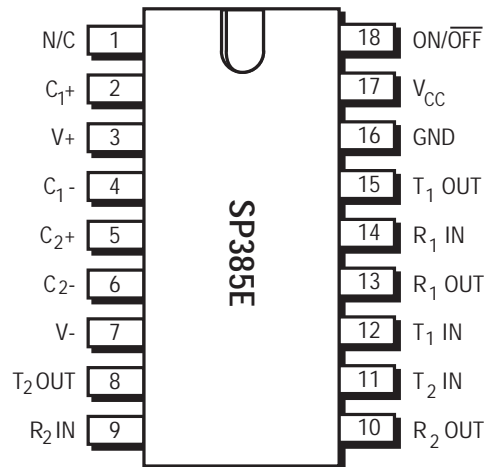 N/C 1 18 ON/OFF
C1+ 2 17 VCC
V+ 3 16 GND
C1- 4 15 T1 OUT
C2+ 5 14 R1 IN
C2- 6 13 R1 OUT
V- 7 12 T1 IN
T2OUT 8 11 T2 IN
R2IN 9 10 R2 OUT
SP385E